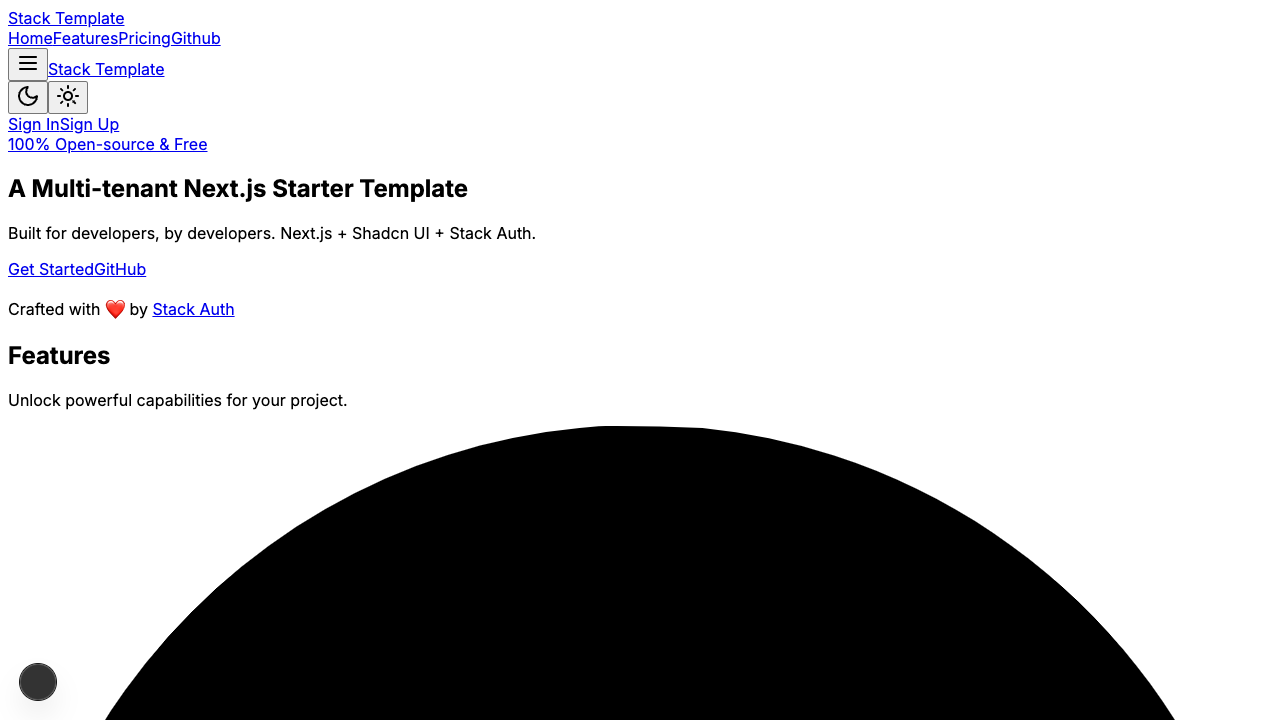 Stack Template
HomeFeaturesPricingGithub
Stack Template
Sign InSign Up
100% Open-source & Free
A Multi-tenant Next.js Starter Template
Built for developers, by developers. Next.js + Shadcn UI + Stack Auth.
Get StartedGitHub
Crafted with ❤️ by Stack Auth
Features
Unlock powerful capabilities for your project.